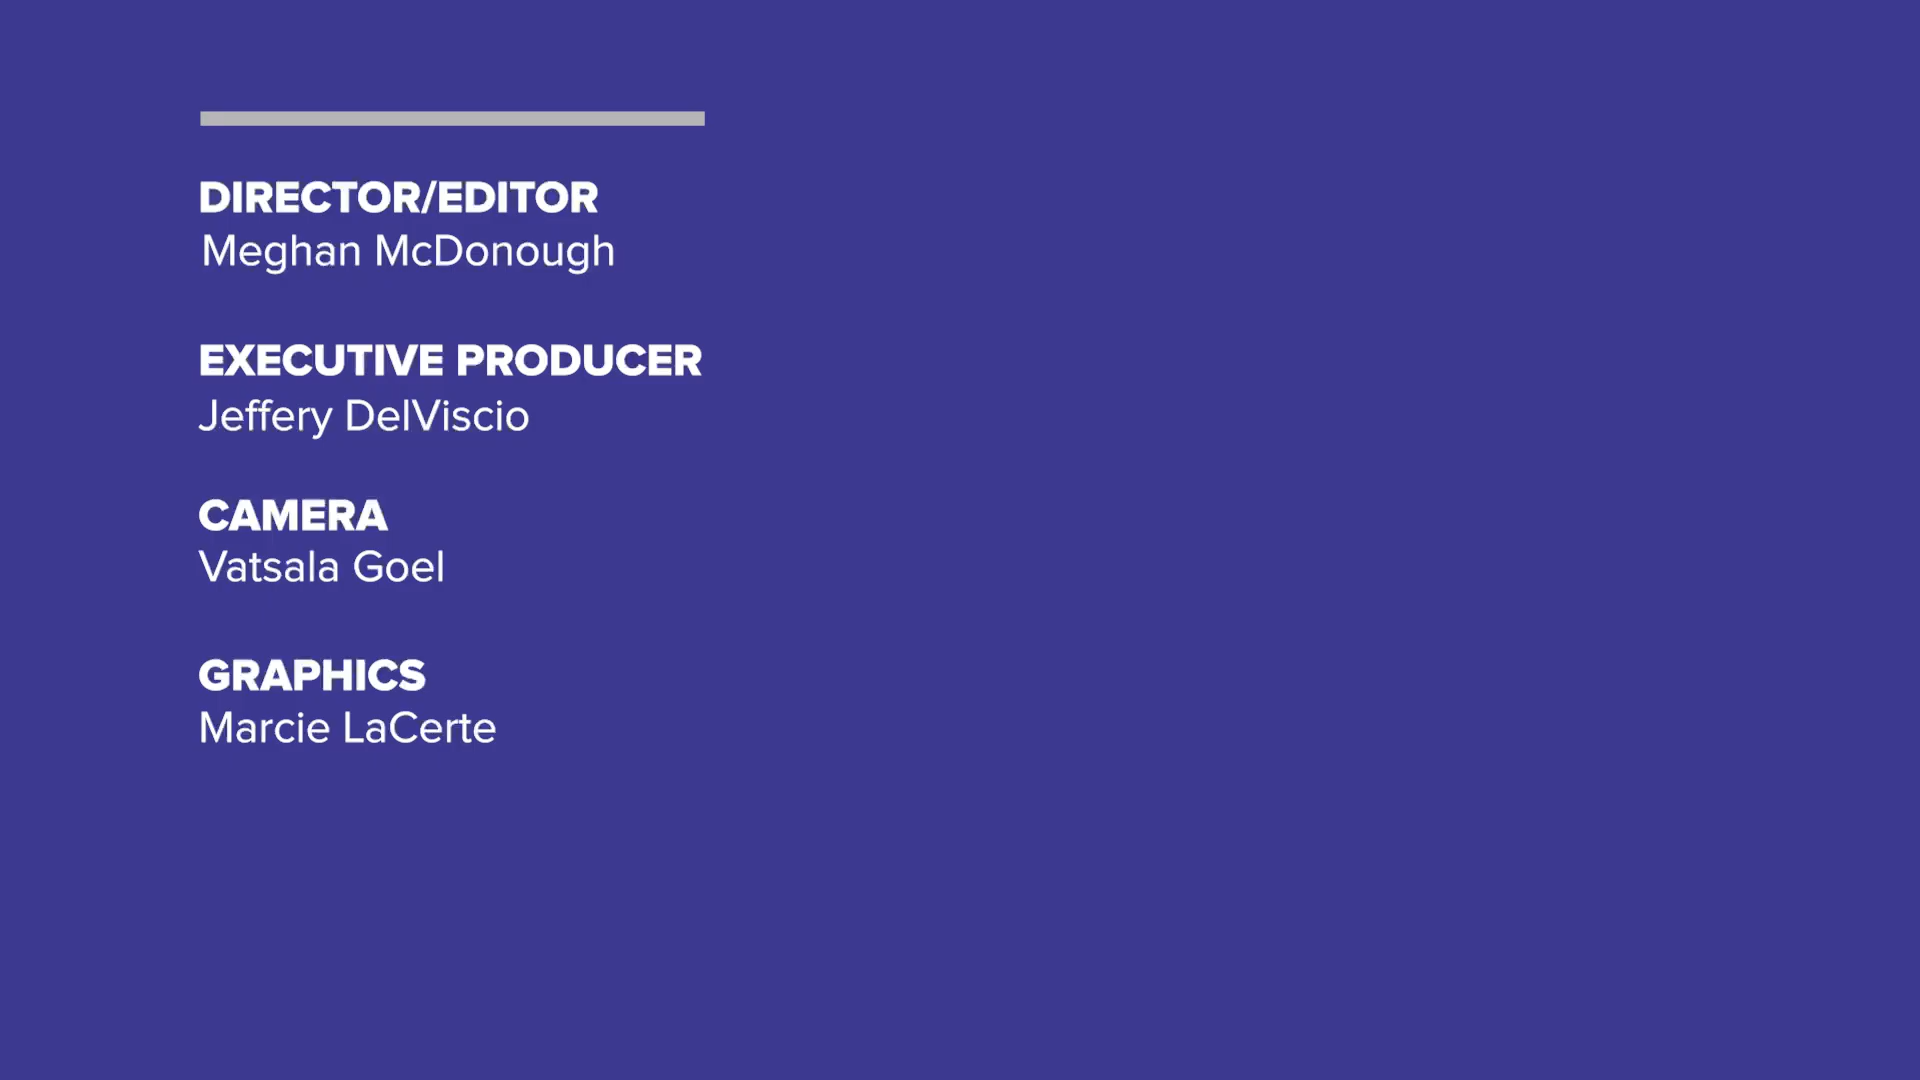 DIRECTOR/EDITOR
Meghan McDonough
EXECUTIVE PRODUCER
Jeffery DelViscio
CAMERA
Vatsala Goel
GRAPHICS
Marcie LaCerte